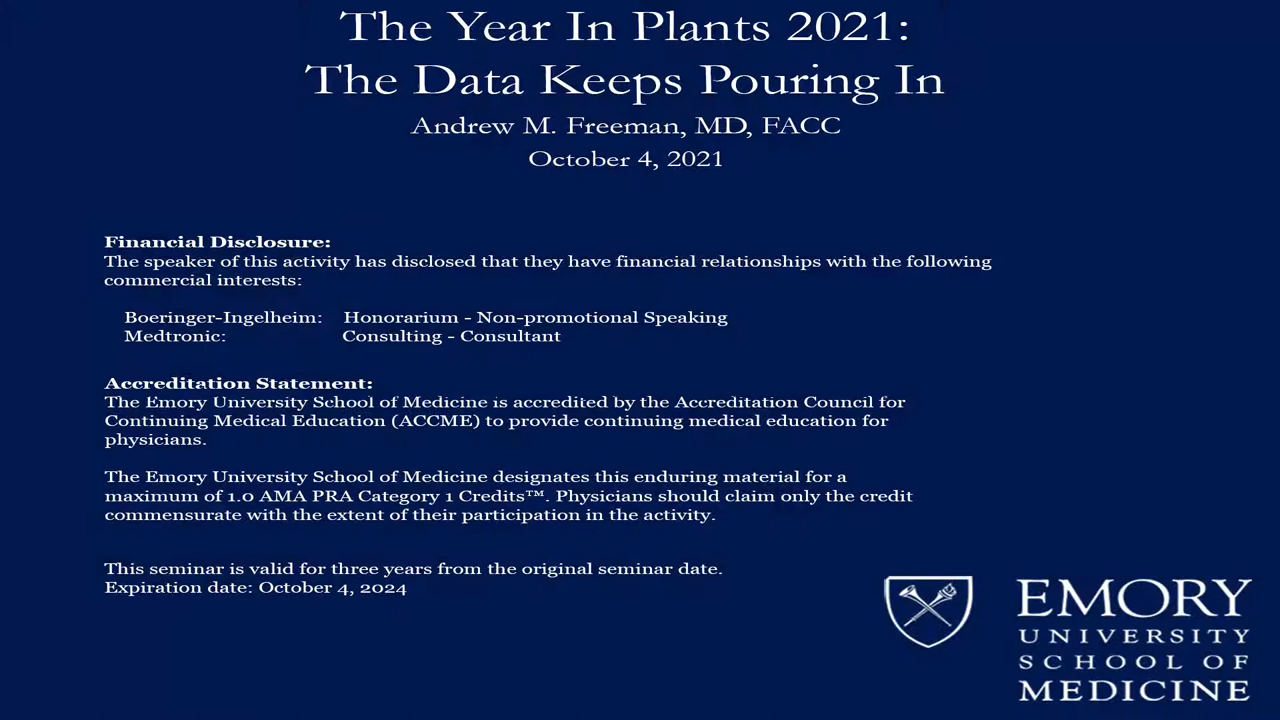 The Year In Plants 2021:
The Data Keeps Pouring In
Andrew M. Freeman, MD, FACC
October 4, 2021
Financial Disclosure:
The speaker of this activity has disclosed that they have financial relationships with the following
commercial interests:
Boeringer-Ingelheim: Honorarium - Non-promotional Speaking
Medtronic: Consulting - Consultant
Accreditation Statement:
The Emory University School of Medicine is accredited by the Accreditation Council for
Continuing Medical Education (ACCME) to provide continuing medical education for
physicians.
The Emory University School of Medicine designates this enduring material for a
maximum of 1.0 AMA PRA Category 1 Credits™. Physicians should claim only the credit
commensurate with the extent of their participation in the activity.
This seminar is valid for three years from the original seminar date.
Expiration date: October 4, 2024
EMORY
UNIVERSITY
SCHOOL OF
MEDICINE